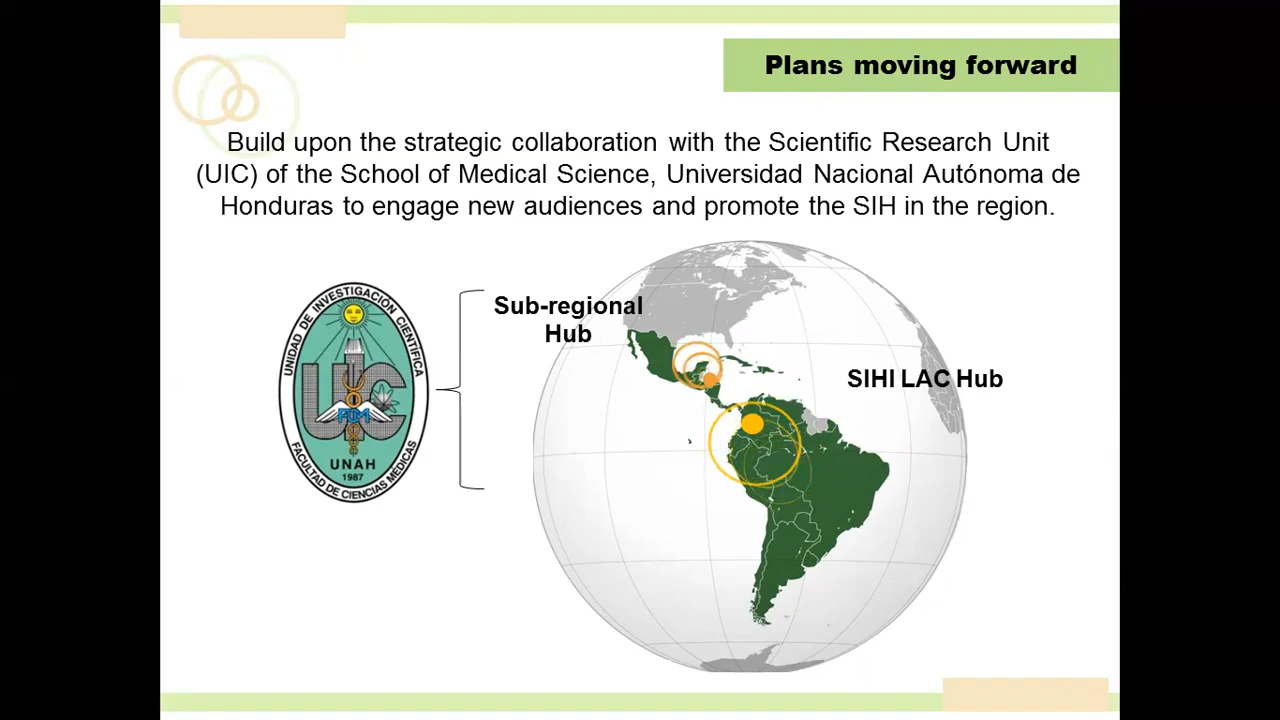 Plans moving forward
Build upon the strategic collaboration with the Scientific Research Unit
(UIC) of the School of Medical Science, Universidad Nacional Autónoma de
Honduras to engage new audiences and promote the SIH in the region.
Sub-regional
Hub
SIHI LAC Hub
UNIDAD DE INVESTIGACIÓN CIENTIFICA
UIC
UNAH
1987
FACULTAD DE CIENCIAS MÉDICAS